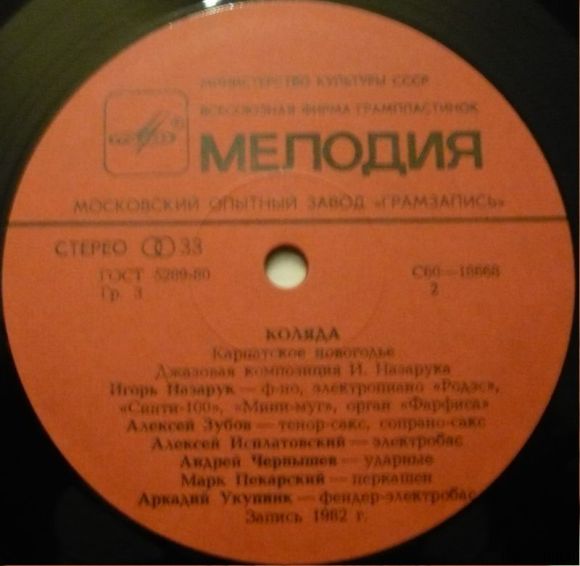 МИНИСТЕРСТВО КУЛЬТУРЫ СССР
ВСЕСОЮЗНАЯ ФИРМА ГРАМПЛАСТИНОК
МЕЛОДИЯ
МОСКОВСКИЙ ОПЫТНЫЙ ЗАВОД «ГРАМЗАПИСЬ»
СТЕРЕО 33
ГОСТ 5289-80
Гр. 3
С60—18668
2
КОЛЯДА
Карпатское новогодье
Джазовая композиция И. Назарука
Игорь Назарук — ф-но, электропиано «Родэс»,
«Санти-100», «Мини-муг», орган «Фарфиса»
Алексей Зубов — тенор-сакс, сопрано-сакс
Алексей Исплатовский — электробас
Андрей Чернышев — ударные
Марк Пекарский — перкашен
Аркадий Укупник — фендер-электробас
Запись 1982 г.